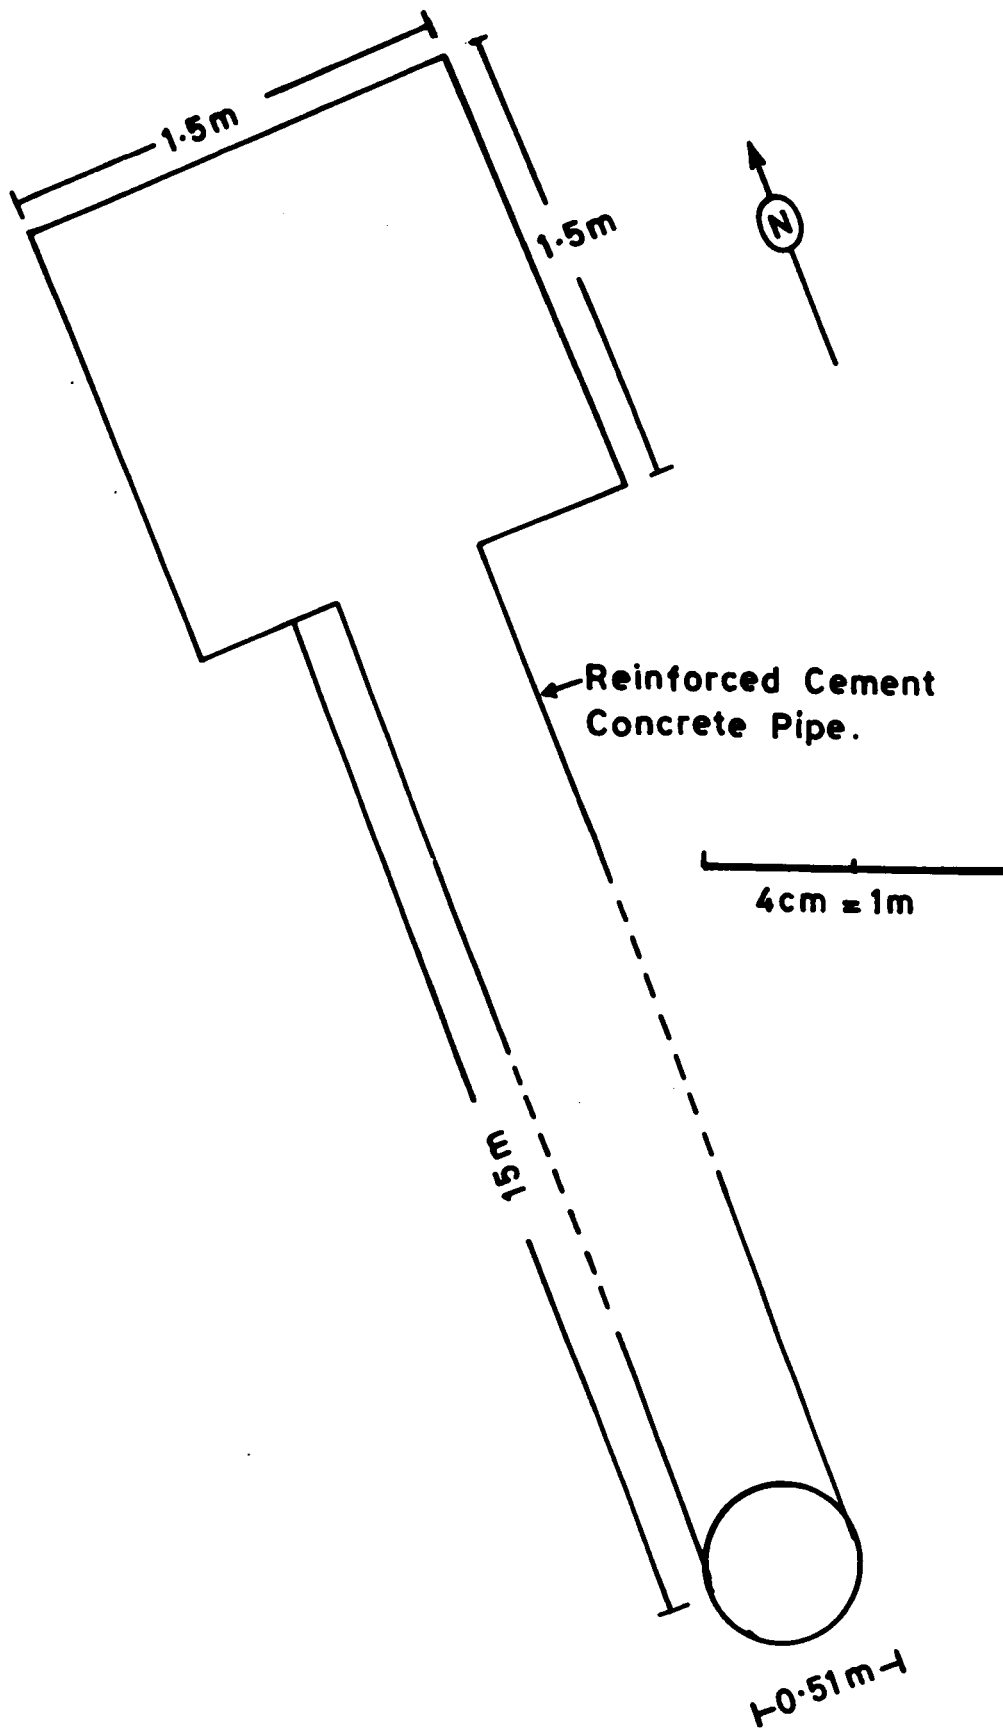 1.5m
1.5m
N
Reinforced Cement
Concrete Pipe.
4cm = 1m
15m
0.51m